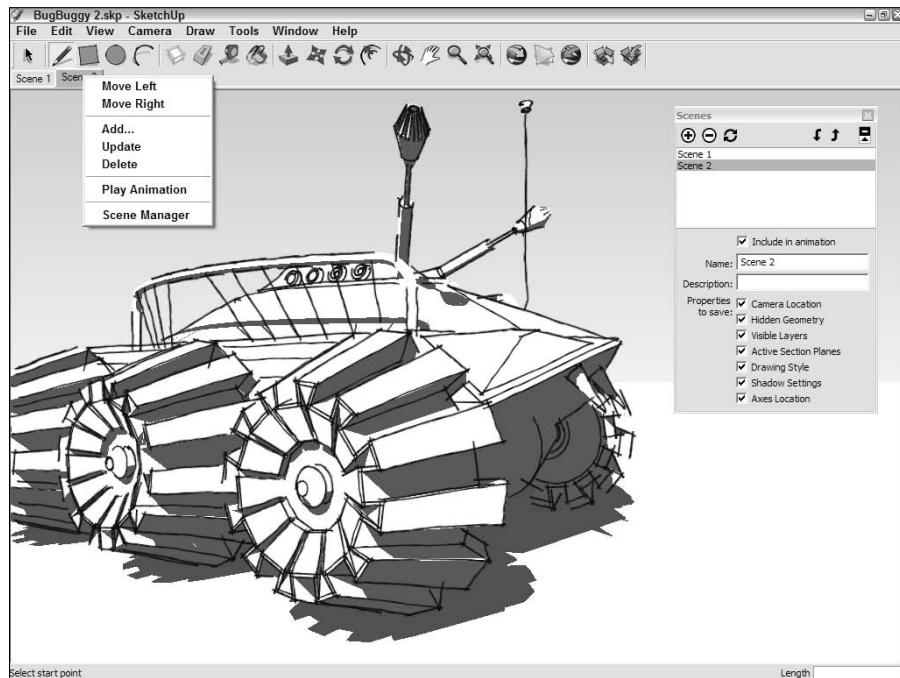 BugBuggy 2.skp - SketchUp
File Edit View Camera Draw Tools Window Help
Scene 1
Move Left
Move Right
Add...
Update
Delete
Play Animation
Scene Manager
Scenes
Scene 1
Scene 2
Include in animation
Name: Scene 2
Description:
Properties to save:
Camera Location
Hidden Geometry
Visible Layers
Active Section Planes
Drawing Style
Shadow Settings
Axes Location
Select start point
Length